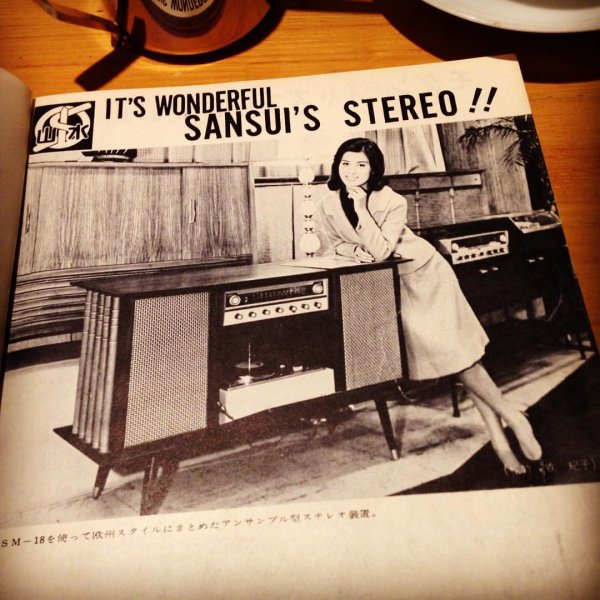 IT'S WONDERFUL
SANSUI'S STEREO!!
SM-18を使って欧州スタイルにまとめたアンサンブル型ステレオ装置。